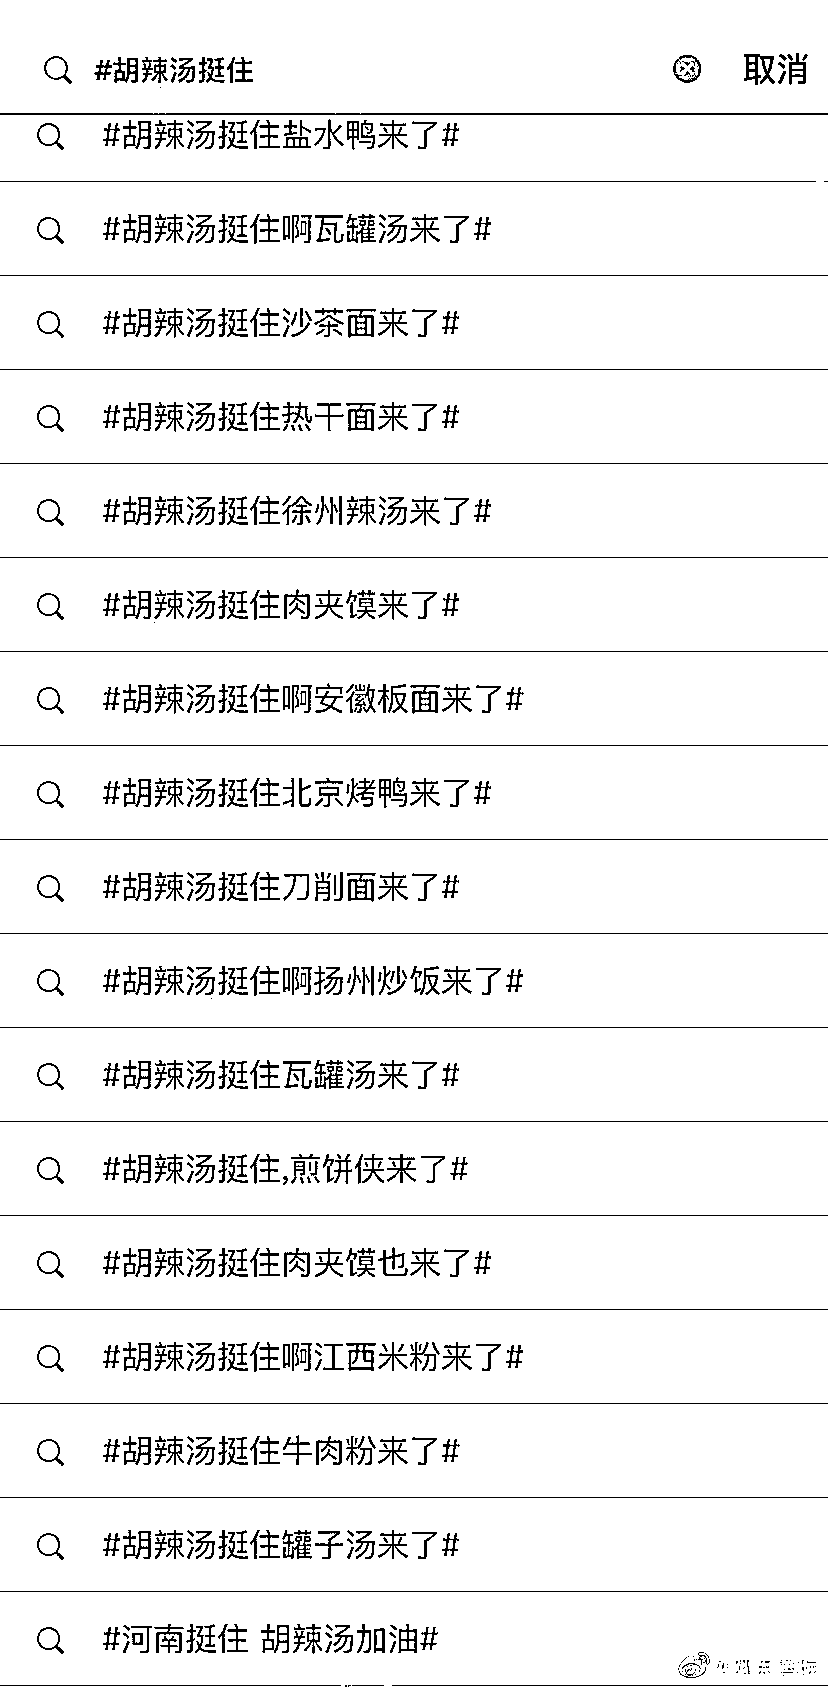 #胡辣汤挺住 取消
#胡辣汤挺住盐水鸭来了#
#胡辣汤挺住啊瓦罐汤来了#
#胡辣汤挺住沙茶面来了#
#胡辣汤挺住热干面来了#
#胡辣汤挺住徐州辣汤来了#
#胡辣汤挺住肉夹馍来了#
#胡辣汤挺住啊安徽板面来了#
#胡辣汤挺住北京烤鸭来了#
#胡辣汤挺住刀削面来了#
#胡辣汤挺住啊扬州炒饭来了#
#胡辣汤挺住瓦罐汤来了#
#胡辣汤挺住,煎饼侠来了#
#胡辣汤挺住肉夹馍也来了#
#胡辣汤挺住啊江西米粉来了#
#胡辣汤挺住牛肉粉来了#
#胡辣汤挺住罐子汤来了#
#河南挺住 胡辣汤加油#